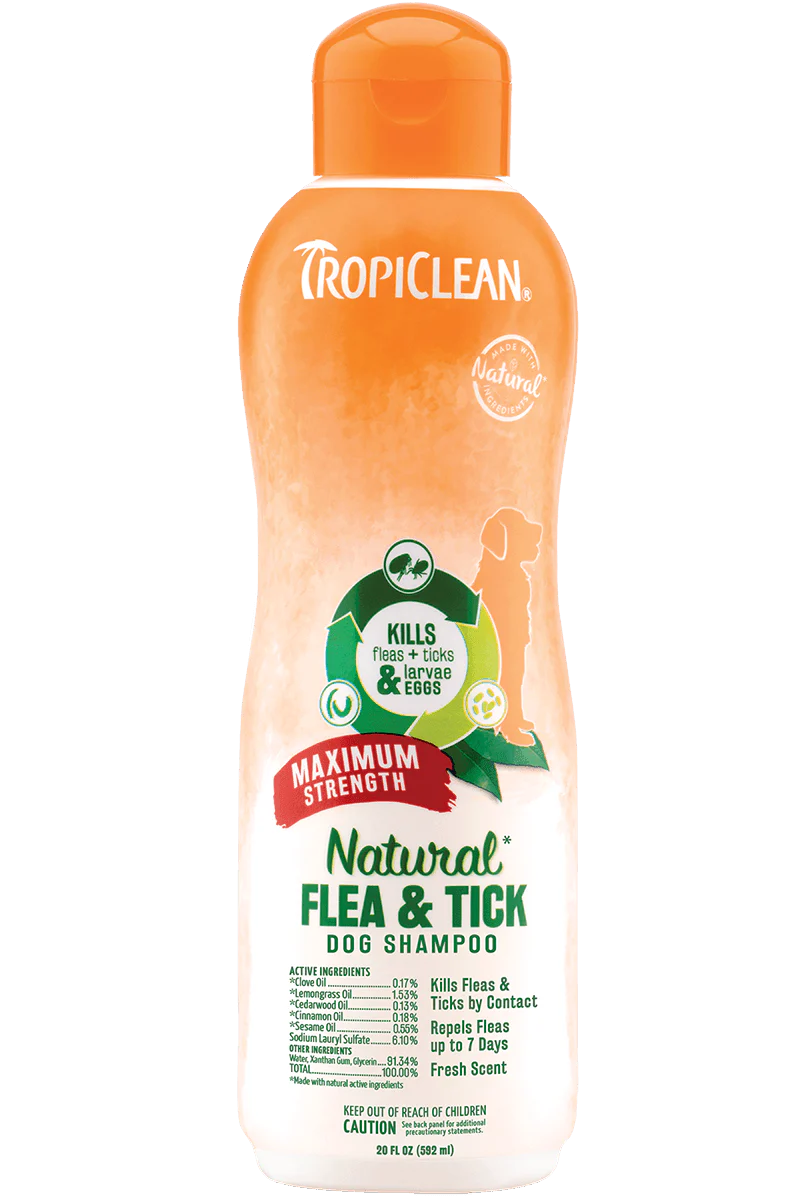 TROPICLEAN®
MADE WITH
Natural*
INGREDIENTS
KILLS
fleas + ticks
& larvae
EGGS
MAXIMUM
STRENGTH
Natural*
FLEA & TICK
DOG SHAMPOO
ACTIVE INGREDIENTS
*Clove Oil ........ 0.17%
*Lemongrass Oil........ 1.53%
*Cedarwood Oil........ 0.13%
*Cinnamon Oil........ 0.18%
*Sesame Oil........ 0.55%
Sodium Lauryl Sulfate........ 6.10%
OTHER INGREDIENTS
Water, Xanthan Gum, Glycerin.... 91.34%
TOTAL........ 100.00%
*Made with natural active ingredients
Kills Fleas &
Ticks by Contact
Repels Fleas
up to 7 Days
Fresh Scent
KEEP OUT OF REACH OF CHILDREN
CAUTION See back panel for additional
precautionary statements.
20 FL OZ (592 ml)